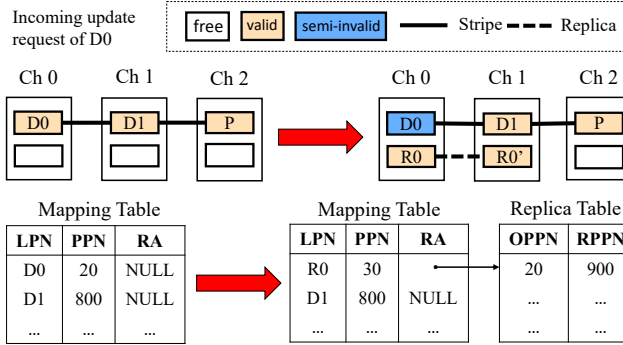 Incoming update
request of D0
free valid semi-invalid Stripe Replica
Ch 0 Ch 1 Ch 2 Ch 0 Ch 1 Ch 2
D0 D1 P D0 D1 P
R0 R0'
Mapping Table Mapping Table Replica Table
LPN PPN RA LPN PPN RA OPPN RPPN
D0 20 NULL R0 30 20 900
D1 800 NULL D1 800 NULL ... ...
... ... ... ... ... ... ... ...